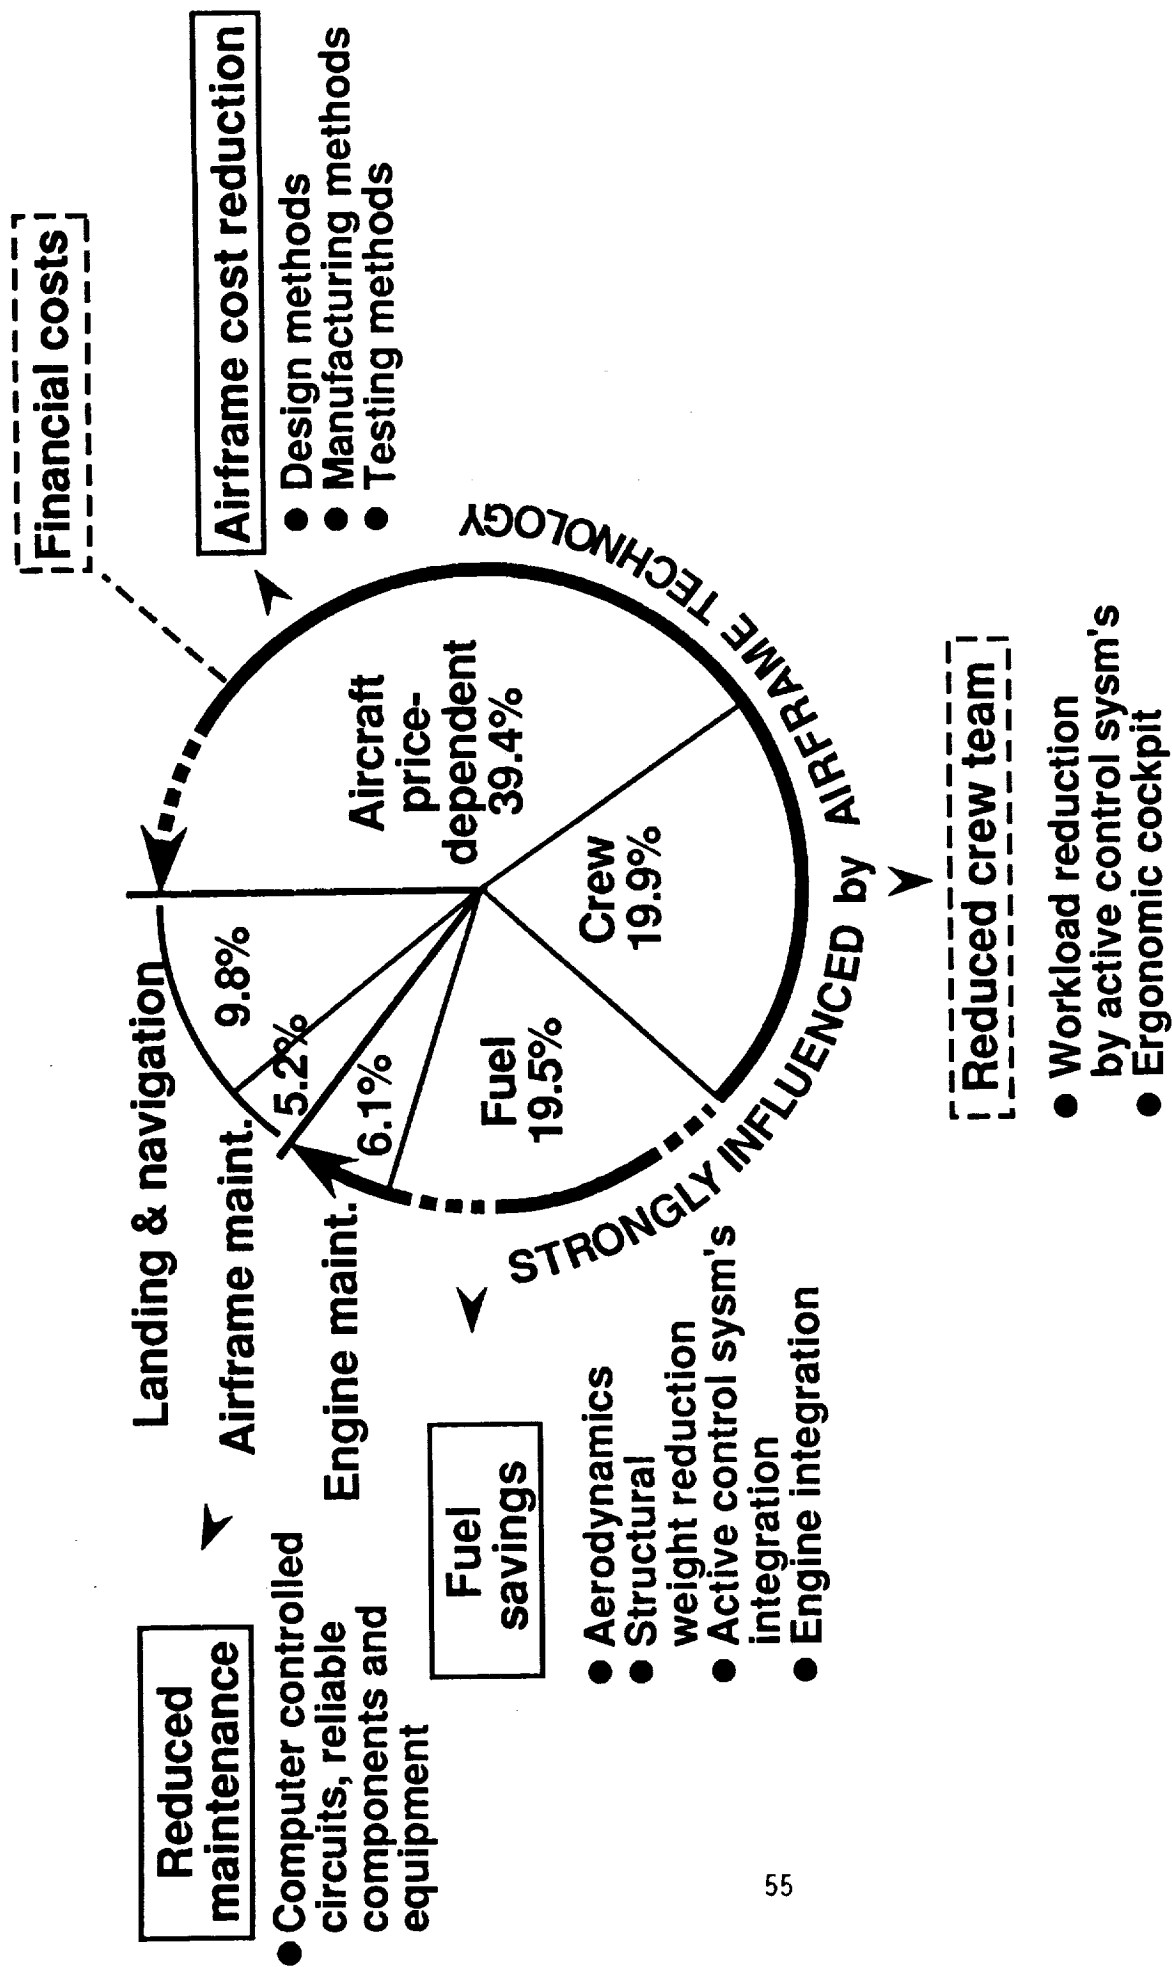 Financial costs
Airframe cost reduction
● Design methods
● Manufacturing methods
● Testing methods
Landing & navigation
9.8%
Airframe maint.
5.2%
Engine maint.
6.1%
Aircraft
price-
dependent
39.4%
Crew
19.9%
Fuel
19.5%
STRONGLY INFLUENCED by AIRFRAME TECHNOLOGY
Reduced
maintenance
● Computer controlled
circuits, reliable
components and
equipment
Fuel
savings
● Aerodynamics
● Structural
weight reduction
● Active control sysm's
integration
● Engine integration
Reduced crew team
● Workload reduction
by active control sysm's
● Ergonomic cockpit
55